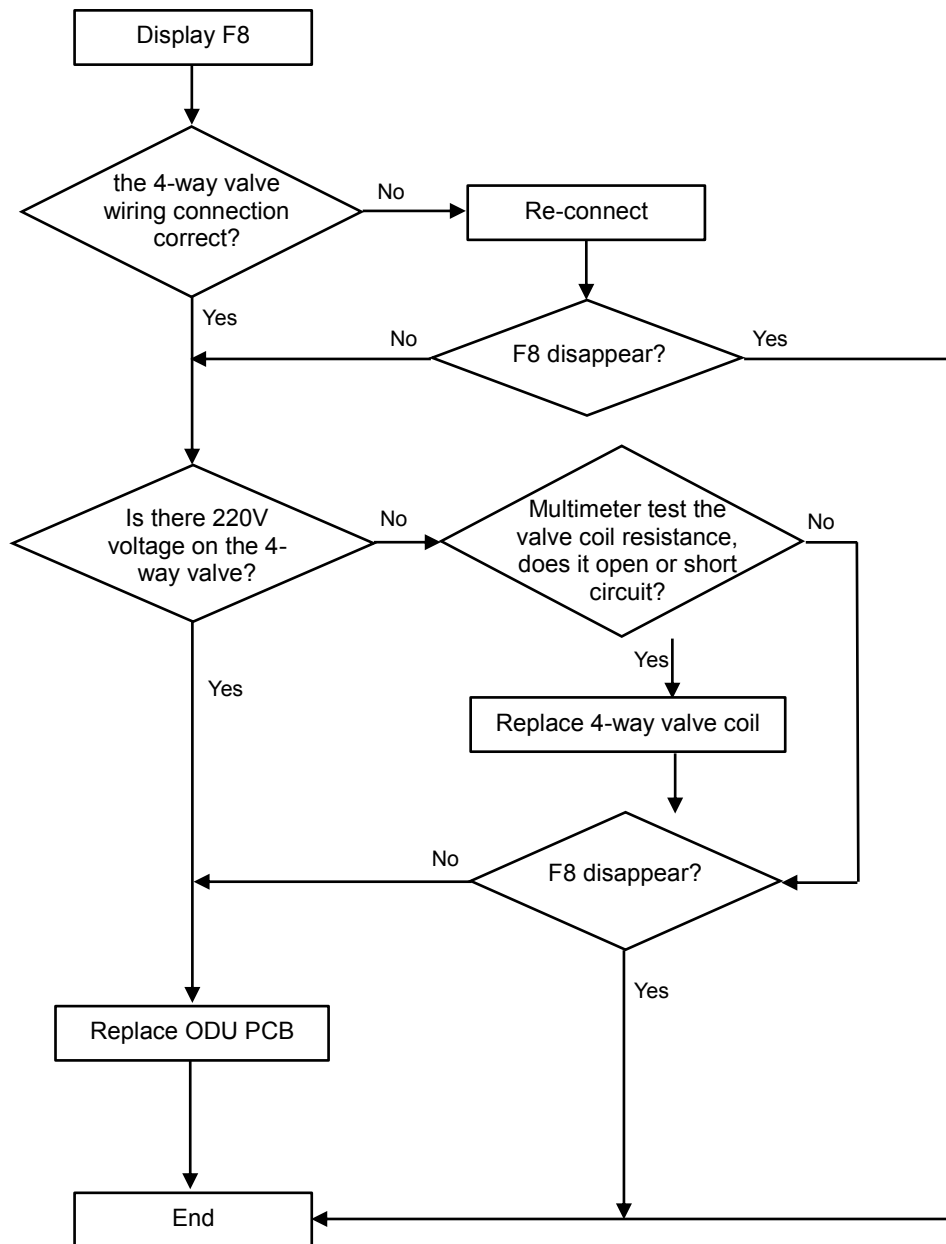 Display F8
the 4-way valve
wiring connection
correct?
No
Re-connect
Yes
No
F8 disappear?
Yes
Is there 220V
voltage on the 4-
way valve?
No
Multimeter test the
valve coil resistance,
does it open or short
circuit?
No
Yes
Yes
Replace 4-way valve coil
No
F8 disappear?
Yes
Replace ODU PCB
End